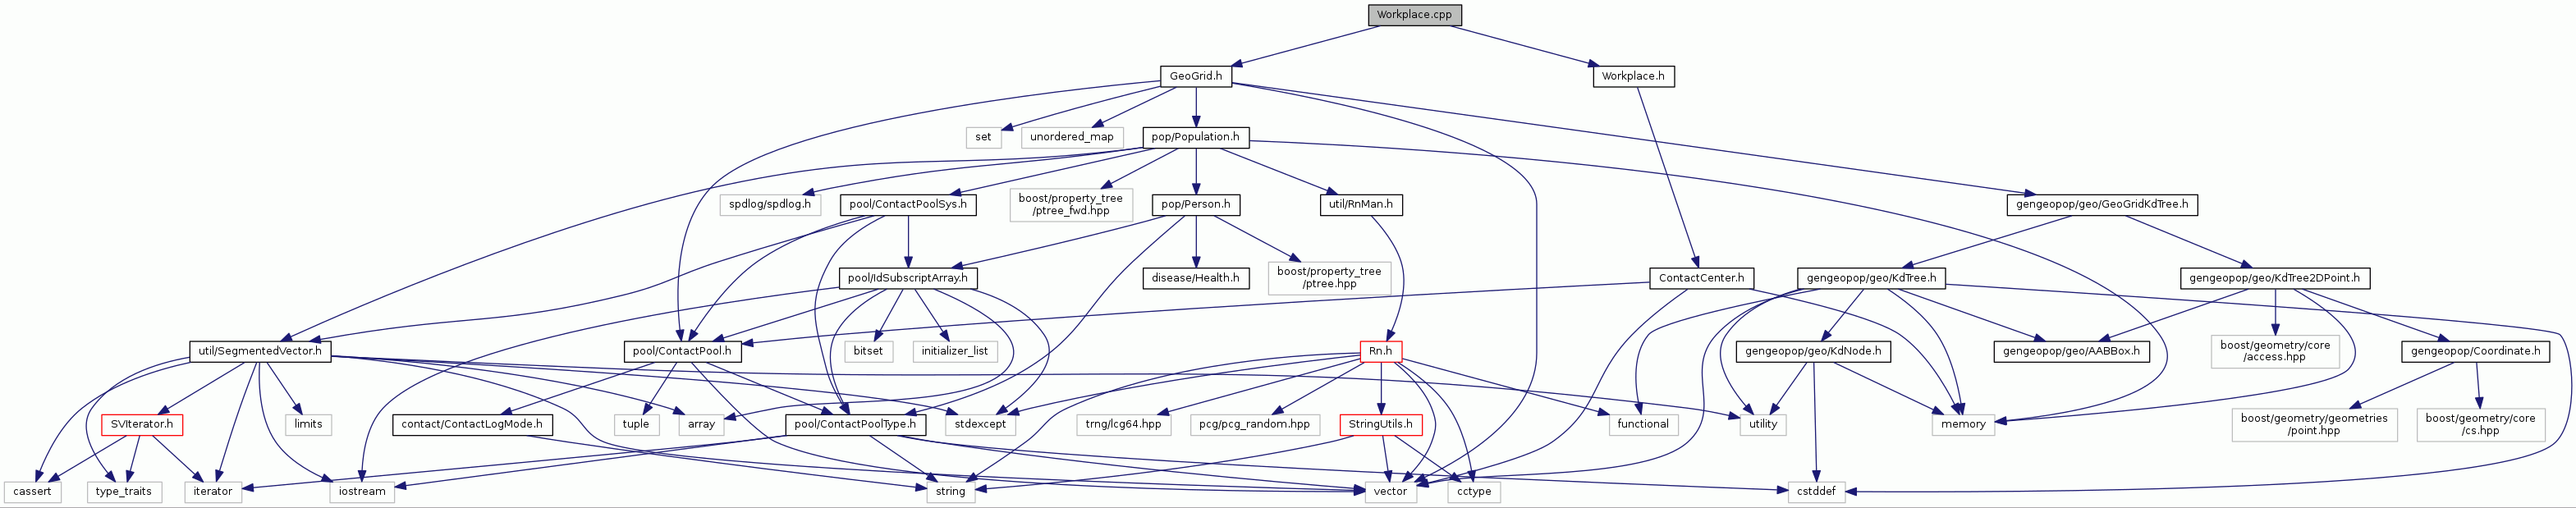 Workplace.cpp
GeoGrid.h
Workplace.h
set
unordered_map
pop/Population.h
spdlog/spdlog.h
pool/ContactPoolSys.h
boost/property_tree
/ptree_fwd.hpp
pop/Person.h
util/RnMan.h
gengeopop/geo/GeoGridKdTree.h
pool/IdSubscriptArray.h
disease/Health.h
boost/property_tree
/ptree.hpp
ContactCenter.h
gengeopop/geo/KdTree.h
gengeopop/geo/KdTree2DPoint.h
util/SegmentedVector.h
pool/ContactPool.h
bitset
initializer_list
Rn.h
gengeopop/geo/KdNode.h
gengeopop/geo/AABBox.h
boost/geometry/core
/access.hpp
gengeopop/Coordinate.h
SVIterator.h
limits
contact/ContactLogMode.h
tuple
array
pool/ContactPoolType.h
stdexcept
trng/lcg64.hpp
pcg/pcg_random.hpp
StringUtils.h
functional
utility
memory
boost/geometry/geometries
/point.hpp
boost/geometry/core
/cs.hpp
cassert
type_traits
iterator
iostream
string
vector
cctype
cstddef